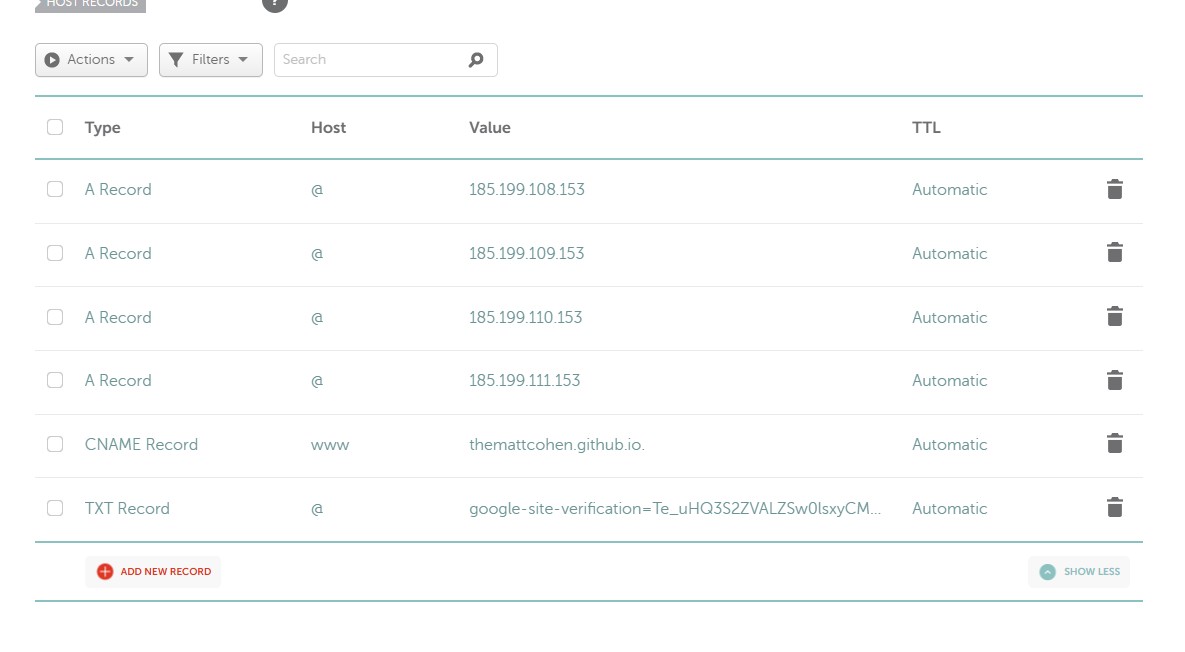 HOST RECORDS ?
Actions Filters Search
Type Host Value TTL
A Record @ 185.199.108.153 Automatic
A Record @ 185.199.109.153 Automatic
A Record @ 185.199.110.153 Automatic
A Record @ 185.199.111.153 Automatic
CNAME Record www themattcohen.github.io. Automatic
TXT Record @ google-site-verification=Te_uHQ3S2ZVALZSw0lsxyCM... Automatic
ADD NEW RECORD SHOW LESS